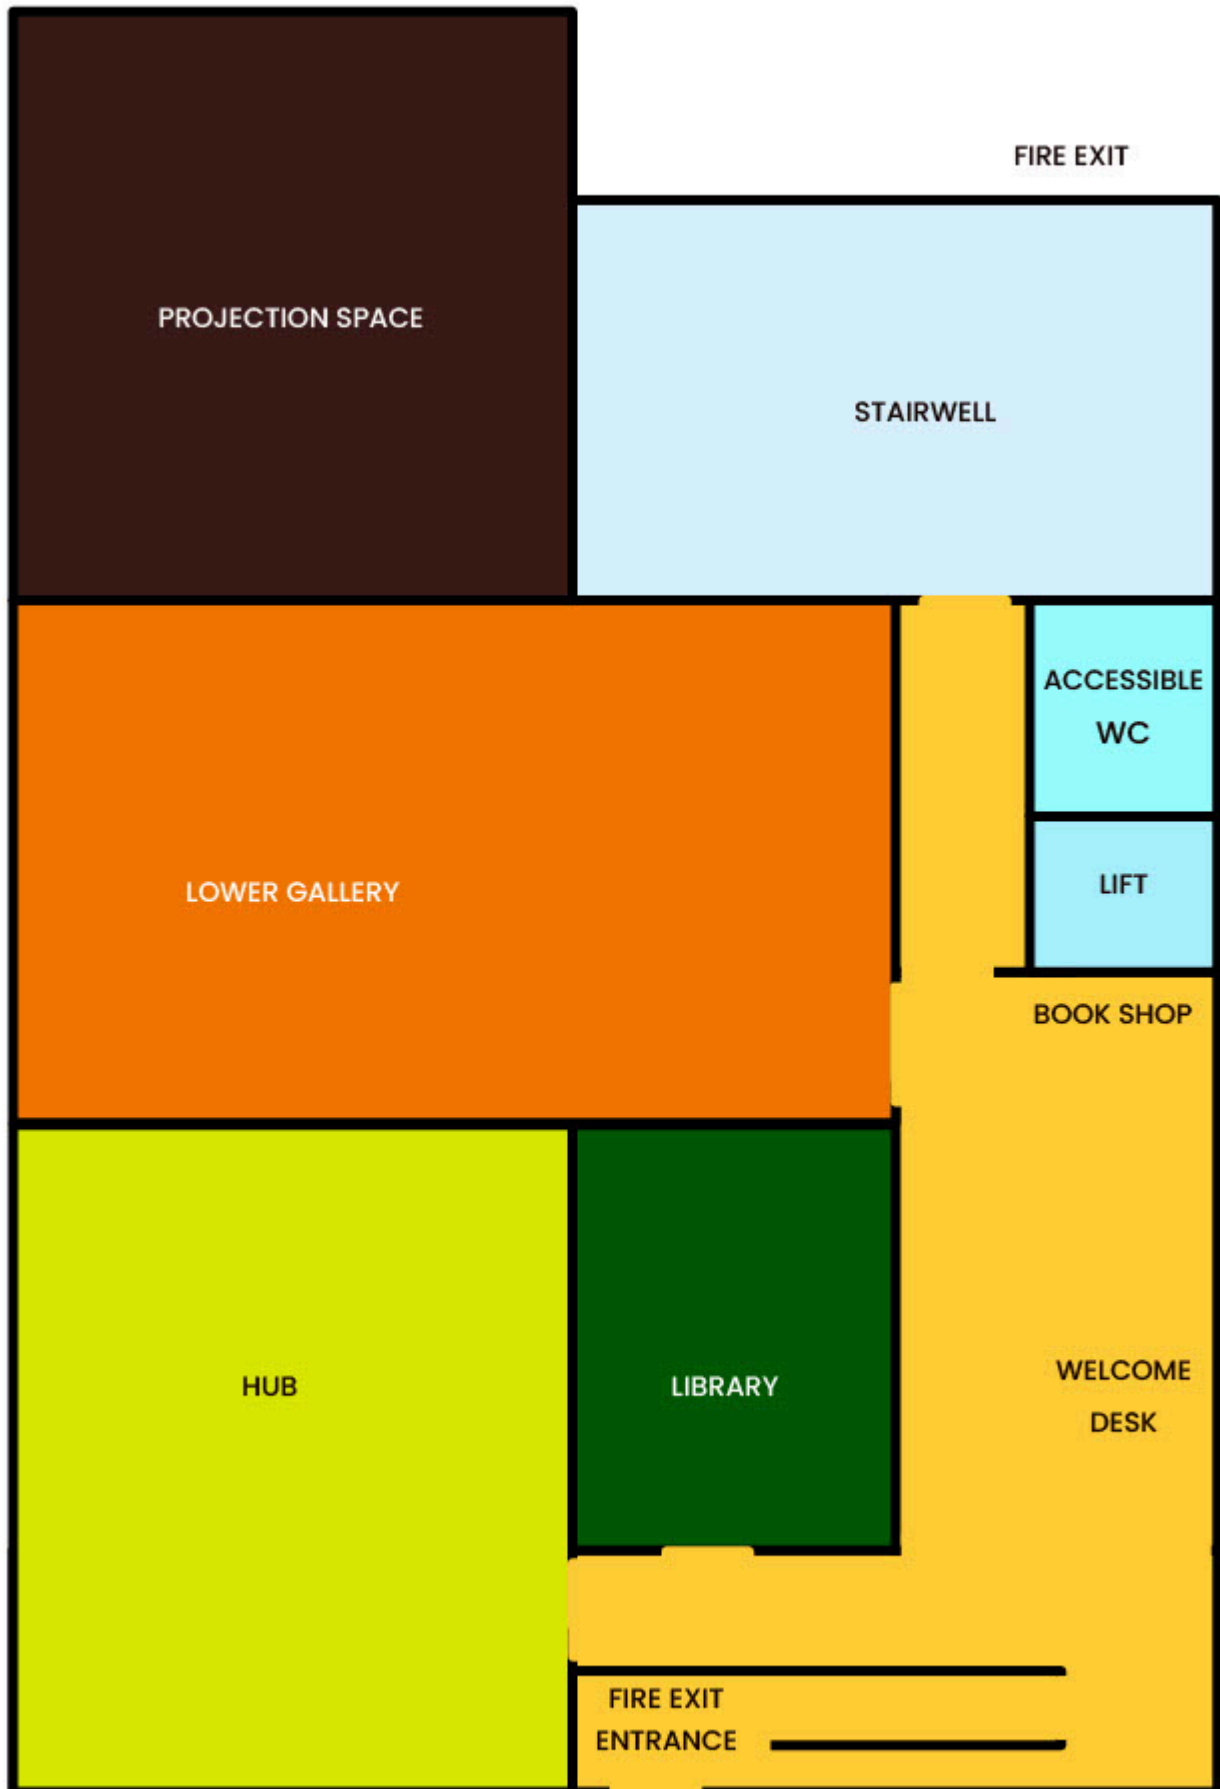 FIRE EXIT
PROJECTION SPACE
STAIRWELL
ACCESSIBLE
WC
LOWER GALLERY
LIFT
BOOK SHOP
HUB
LIBRARY
WELCOME
DESK
FIRE EXIT
ENTRANCE